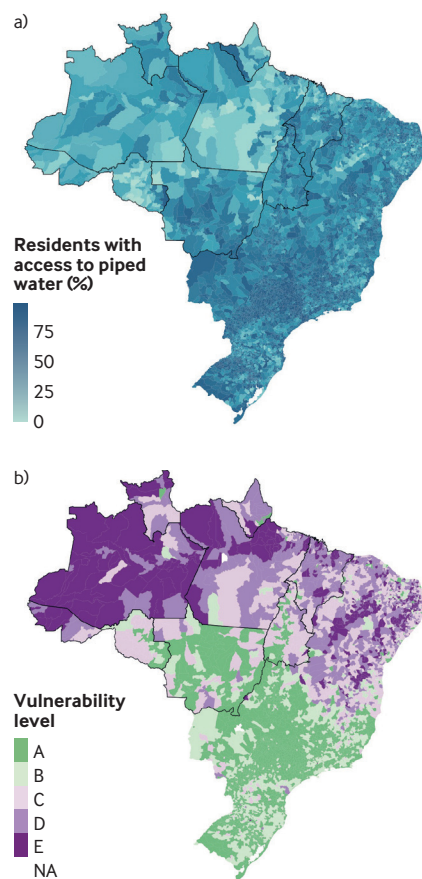 a)
Residents with
access to piped
water (%)
75
50
25
0
b)
Vulnerability
level
A
B
C
D
E
NA